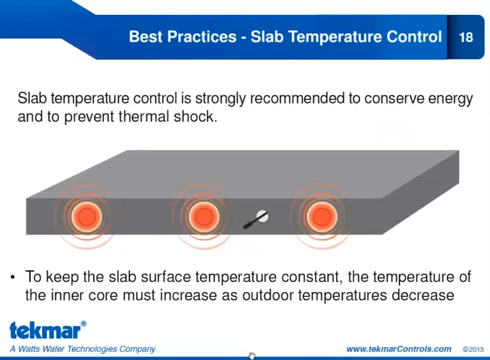 Best Practices - Slab Temperature Control
18
Slab temperature control is strongly recommended to conserve energy
and to prevent thermal shock.
• To keep the slab surface temperature constant, the temperature of
the inner core must increase as outdoor temperatures decrease
tekmar®
A Watts Water Technologies Company
www.tekmarControls.com
©2013